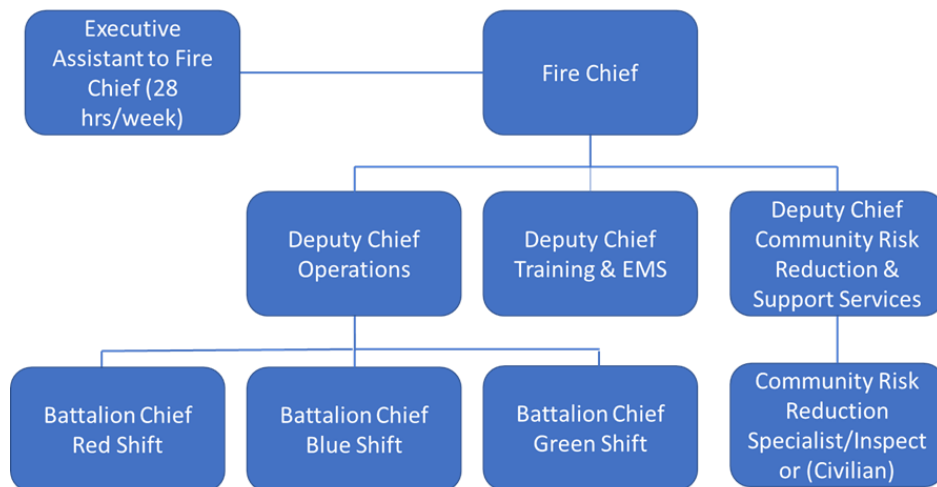 Executive
Assistant to Fire
Chief (28
hrs/week)
Fire Chief
Deputy Chief
Operations
Deputy Chief
Training & EMS
Deputy Chief
Community Risk
Reduction &
Support Services
Battalion Chief
Red Shift
Battalion Chief
Blue Shift
Battalion Chief
Green Shift
Community Risk
Reduction
Specialist/Inspect
or (Civilian)